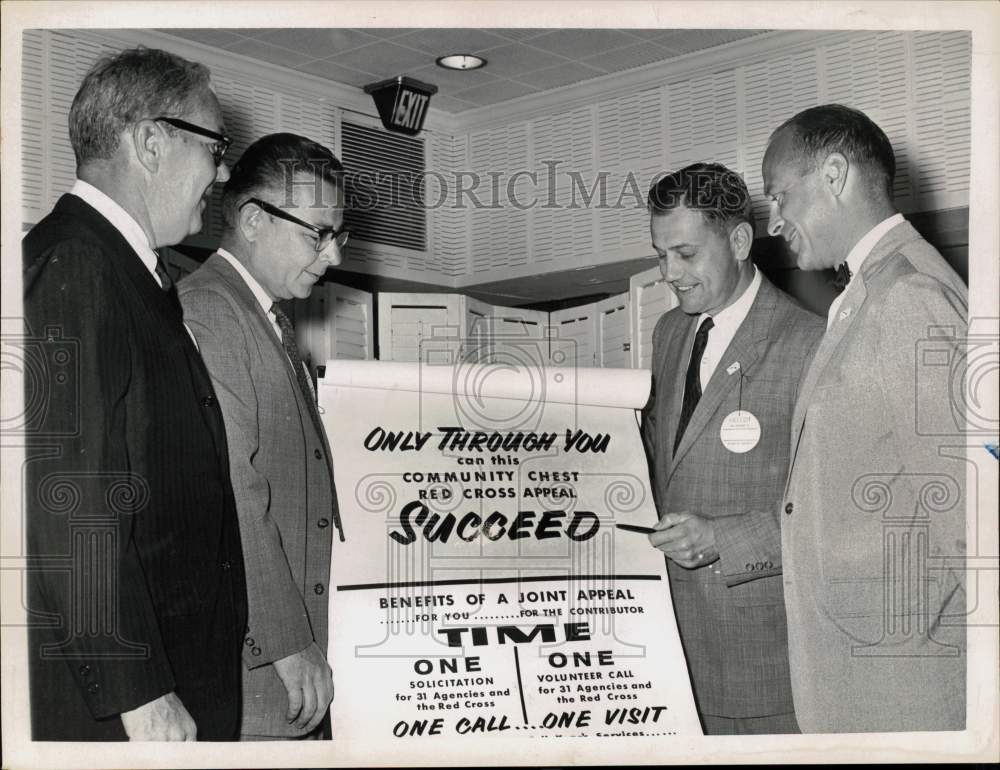 EXIT
HISTORIC IMAGES
ONLY THROUGH YOU
can this
COMMUNITY CHEST
RED CROSS APPEAL
SUCCEED
BENEFITS OF A JOINT APPEAL
.......FOR YOU .........FOR THE CONTRIBUTOR
TIME
ONE ONE
SOLICITATION VOLUNTEER CALL
for 31 Agencies and for 31 Agencies and
the Red Cross the Red Cross
ONE CALL....ONE VISIT
Services.....